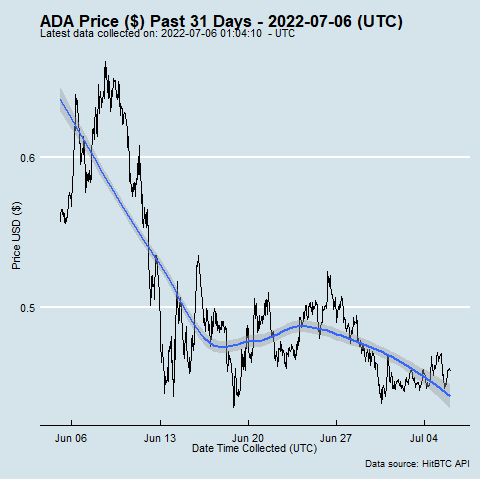 ADA Price ($) Past 31 Days - 2022-07-06 (UTC)
Latest data collected on: 2022-07-06 01:04:10 - UTC
Price USD ($)
0.6
0.5
Jun 06 Jun 13 Jun 20 Jun 27 Jul 04
Date Time Collected (UTC)
Data source: HitBTC API